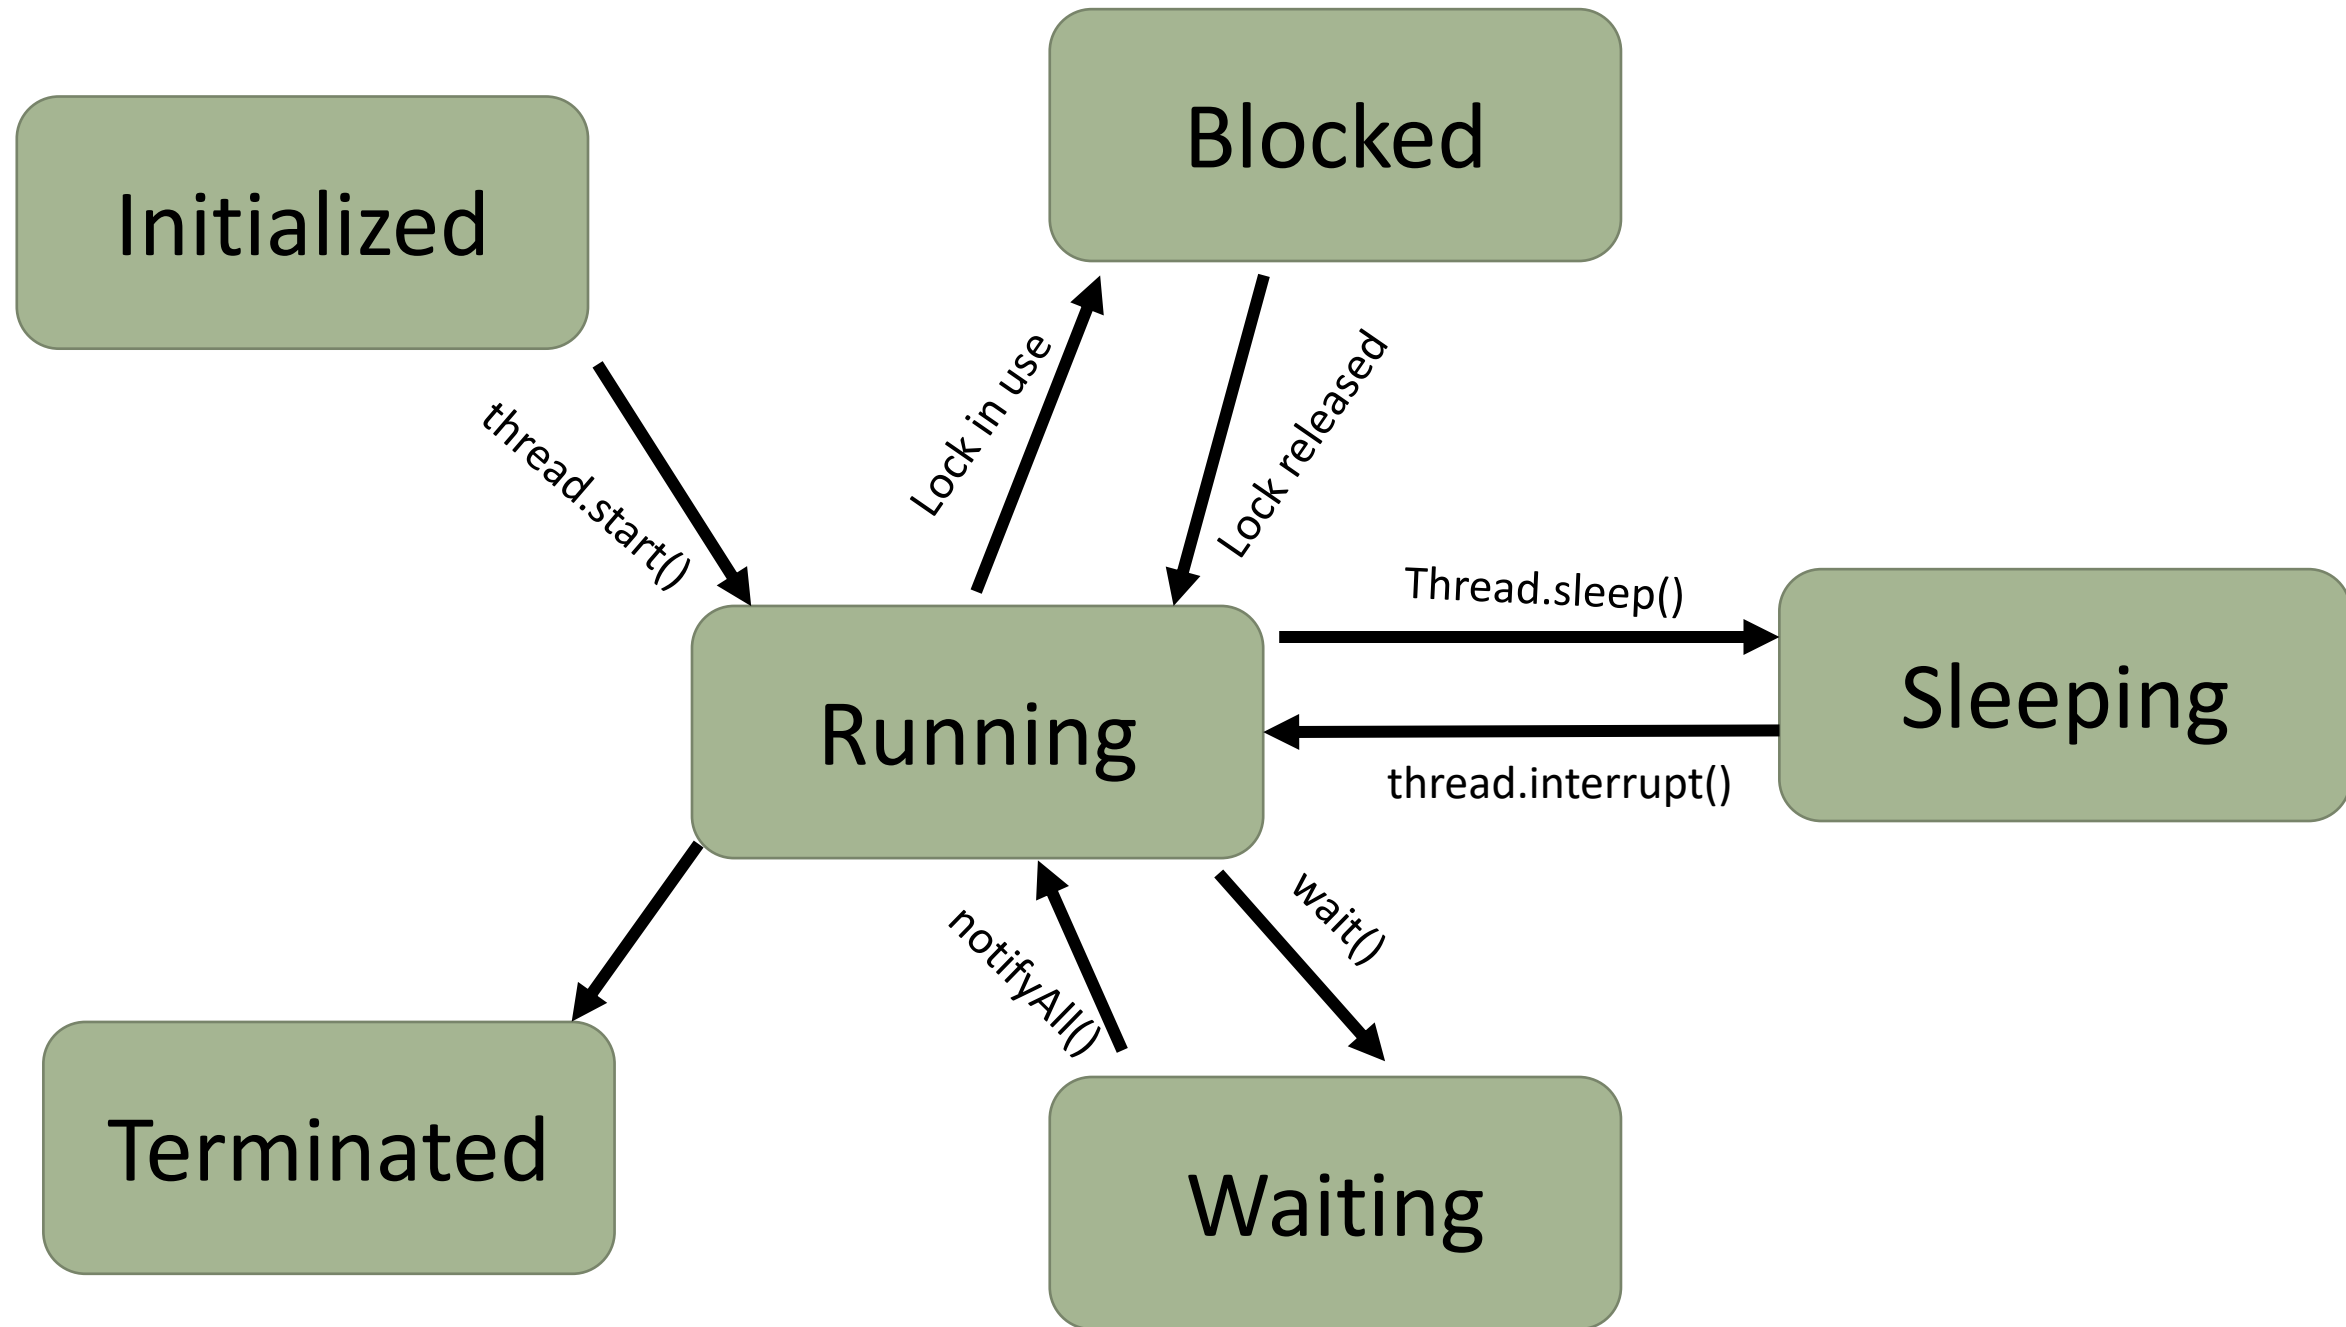 Blocked
Initialized
Lock in use
Lock released
thread.start()
Thread.sleep()
Sleeping
Running
thread.interrupt()
wait()
notifyAll()
Terminated
Waiting